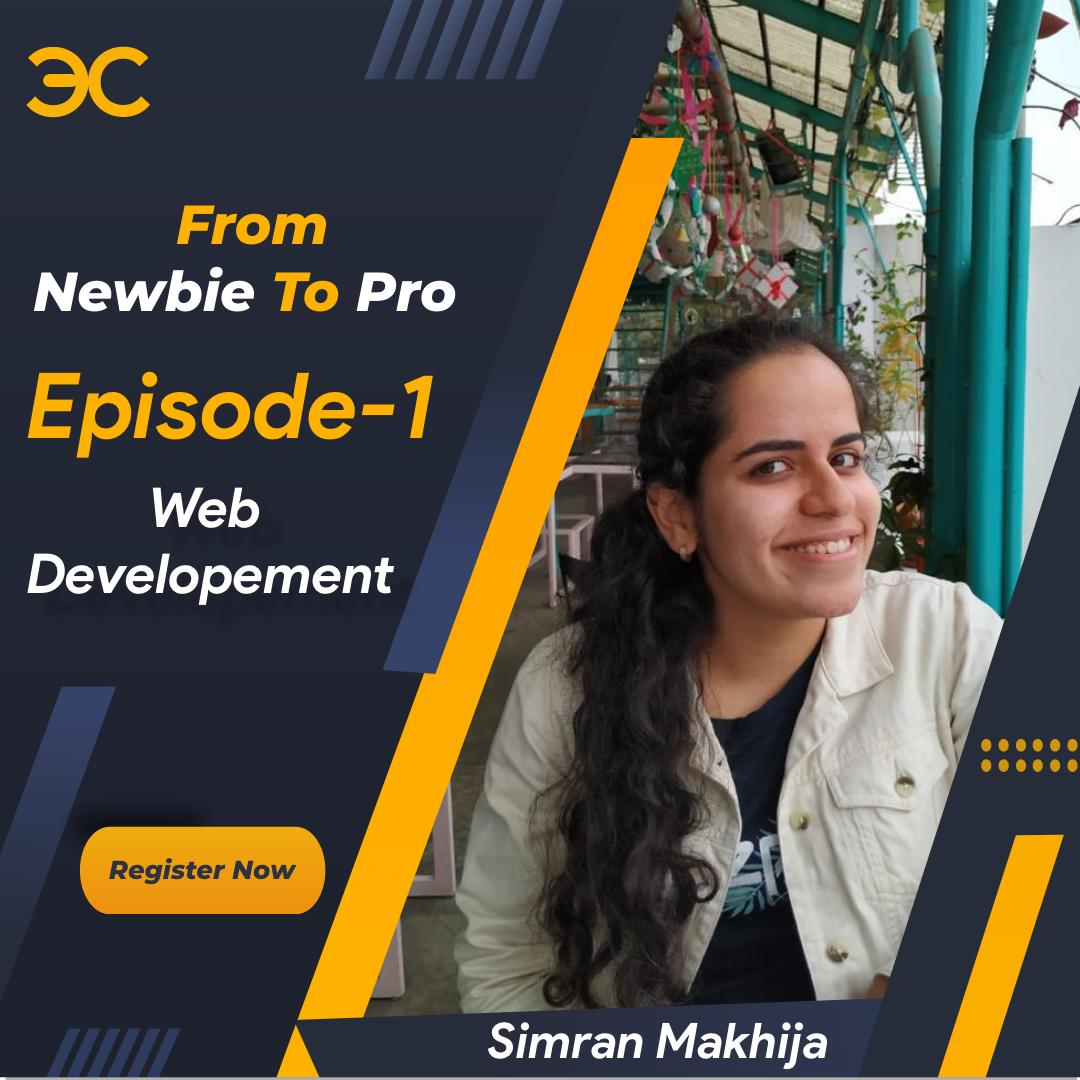 ЭC
From
Newbie To Pro
Episode-1
Web
Developement
Register Now
Simran Makhija